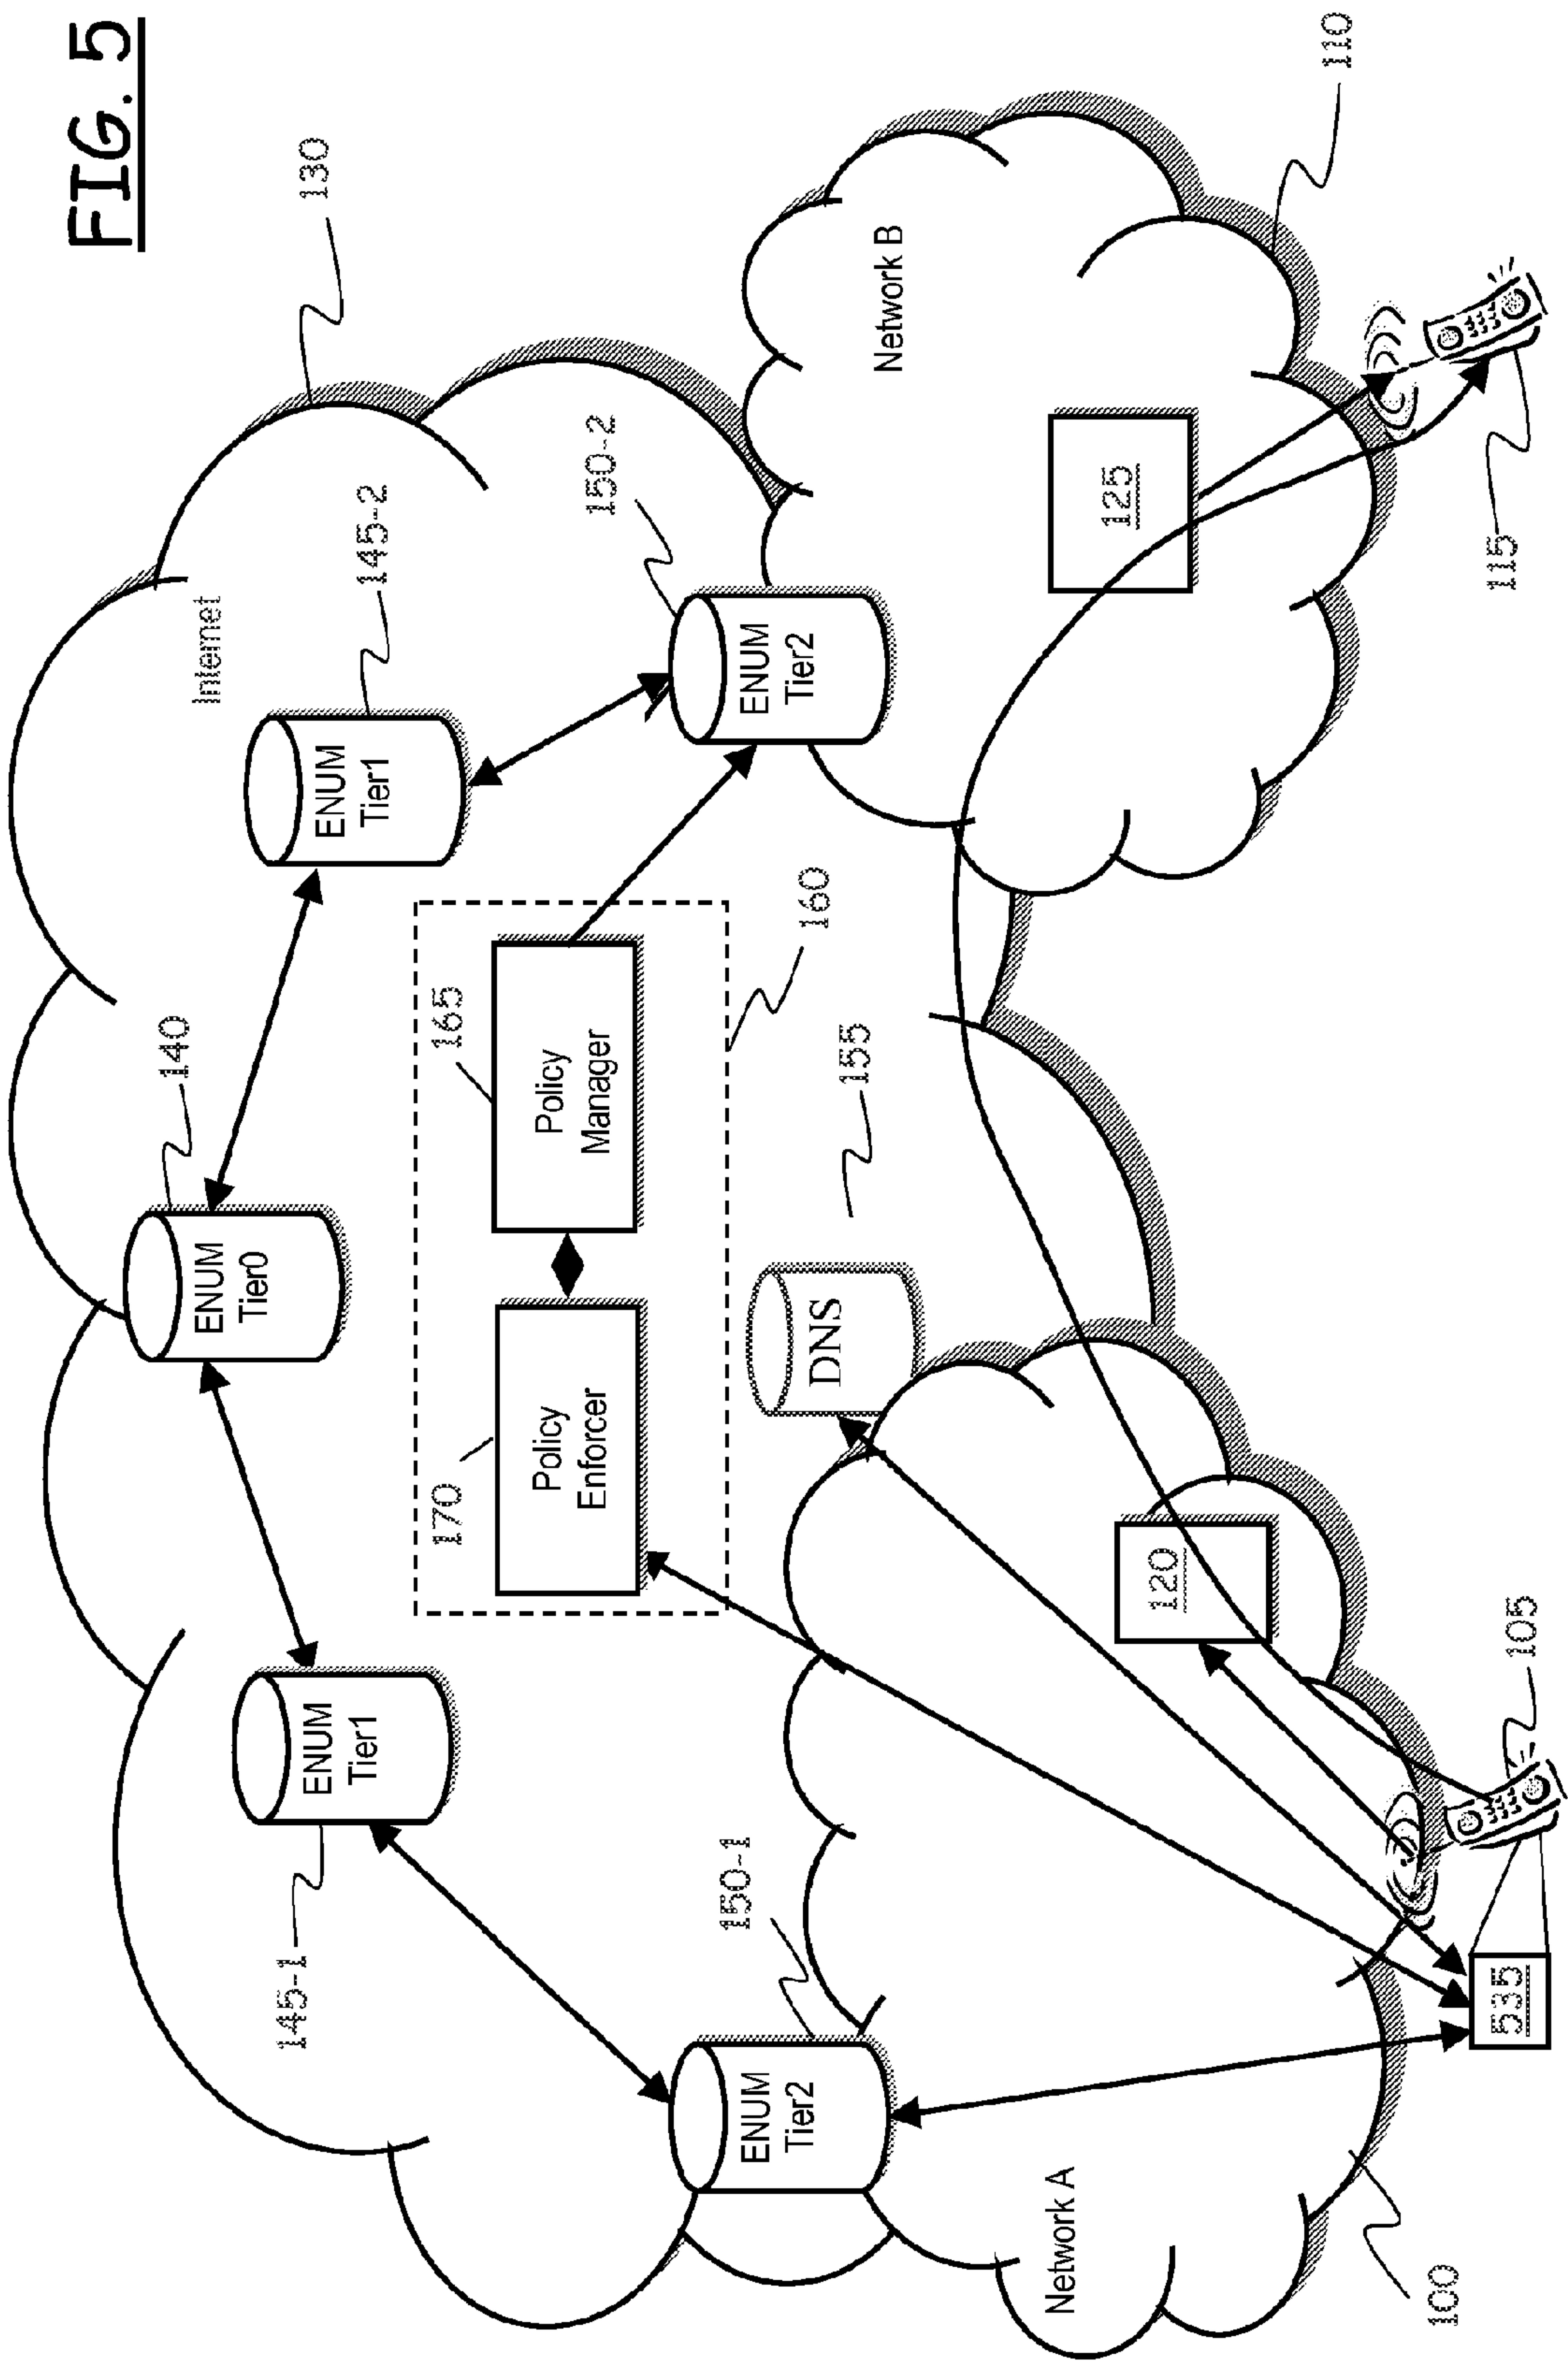 FIG. 5
130
Internet
140
ENUM
Tier0
145-1
ENUM
Tier1
145-2
ENUM
Tier1
170
Policy
Enforcer
165
Policy
Manager
160
150-1
ENUM
Tier2
150-2
ENUM
Tier2
155
DNS
Network B
Network A
120
125
110
100
535
105
115